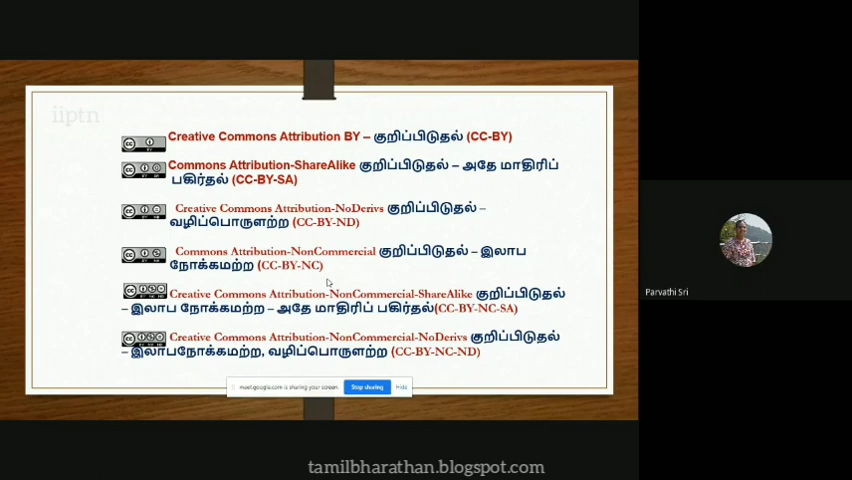 iiptn
Creative Commons Attribution BY – குறிப்பிடுதல் (CC-BY)
Commons Attribution-ShareAlike குறிப்பிடுதல் – அதே மாதிரிப்
பகிர்தல் (CC-BY-SA)
Creative Commons Attribution-NoDerivs குறிப்பிடுதல் –
வழிப்பொருளற்ற (CC-BY-ND)
Commons Attribution-NonCommercial குறிப்பிடுதல் – இலாப
நோக்கமற்ற (CC-BY-NC)
Creative Commons Attribution-NonCommercial-ShareAlike குறிப்பிடுதல்
– இலாப நோக்கமற்ற – அதே மாதிரிப் பகிர்தல்(CC-BY-NC-SA)
Creative Commons Attribution-NonCommercial-NoDerivs குறிப்பிடுதல்
– இலாபநோக்கமற்ற, வழிப்பொருளற்ற (CC-BY-NC-ND)
meet.google.com is sharing your screen. Stop sharing Hide
Parvathi Sri
tamilbharathan.blogspot.com